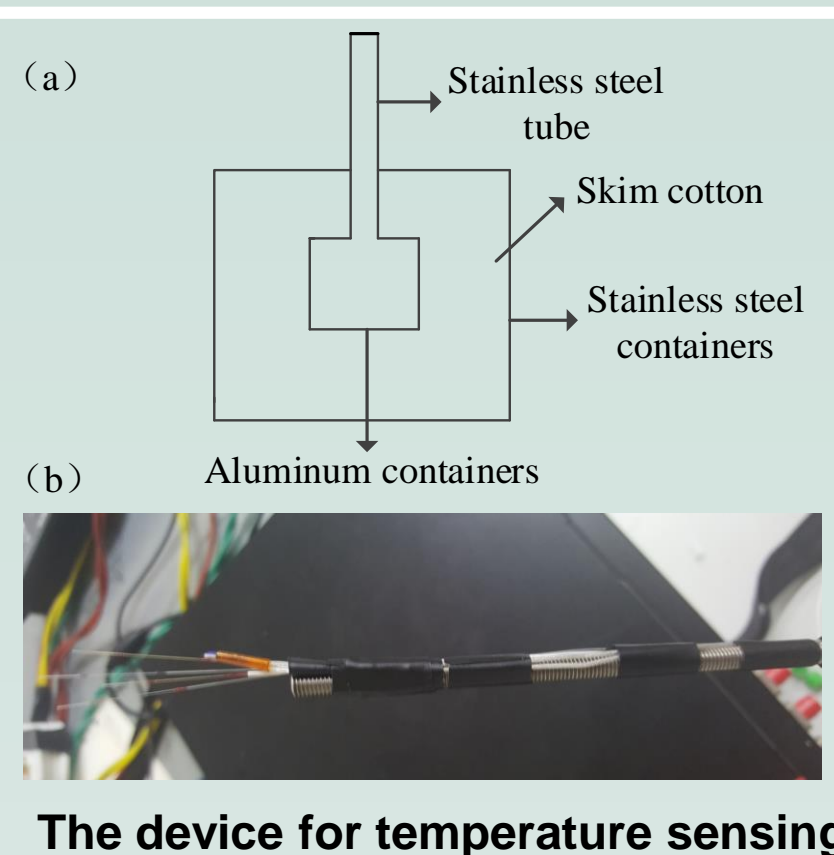 （a）
Stainless steel
tube
Skim cotton
Stainless steel
containers
Aluminum containers
（b）
The device for temperature sensing